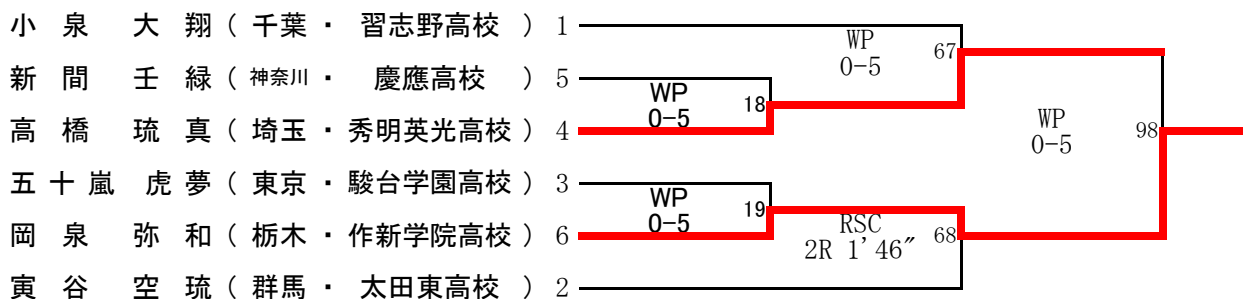 小泉 大翔 ( 千葉 ・ 習志野高校 ) 1
WP
0-5
67
新間 壬緑 ( 神奈川 ・ 慶應高校 ) 5
WP
0-5
18
高橋 琉真 ( 埼玉 ・ 秀明英光高校 ) 4
WP
0-5
98
五十嵐 虎夢 ( 東京 ・ 駿台学園高校 ) 3
WP
0-5
19
岡泉 弥和 ( 栃木 ・ 作新学院高校 ) 6
RSC
2R 1'46"
68
寅谷 空琉 ( 群馬 ・ 太田東高校 ) 2